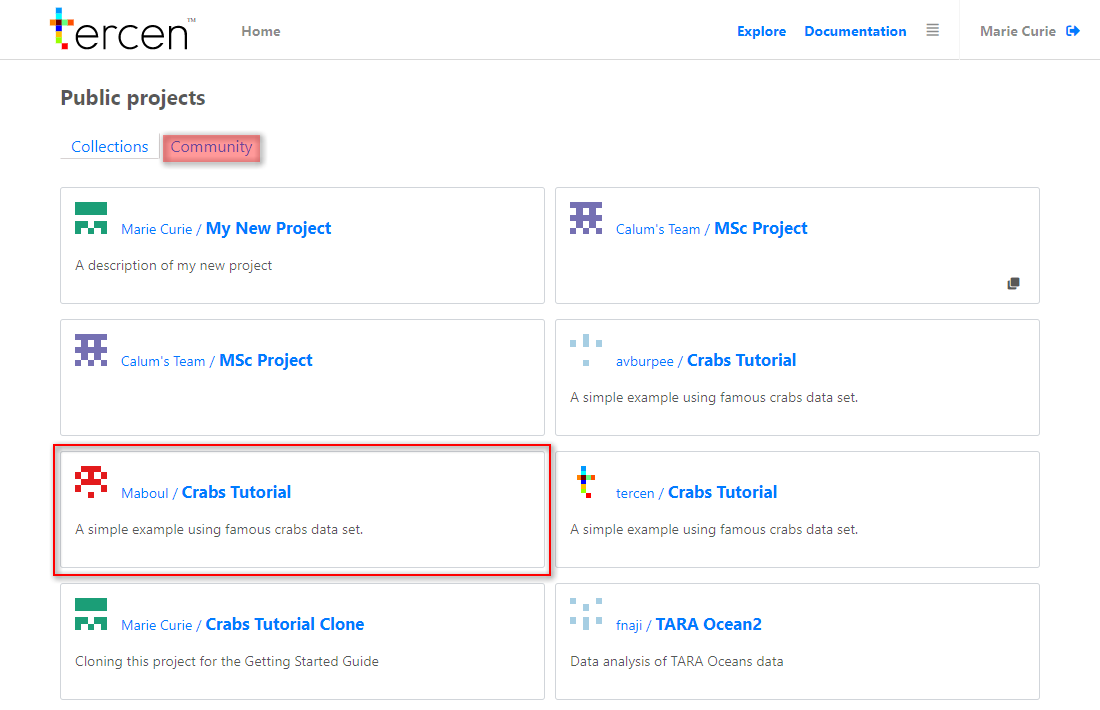 tercen™ Home Explore Documentation Marie Curie
Public projects
Collections Community
Marie Curie / My New Project
A description of my new project
Calum's Team / MSc Project
Calum's Team / MSc Project
avburpee / Crabs Tutorial
A simple example using famous crabs data set.
Maboul / Crabs Tutorial
A simple example using famous crabs data set.
tercen / Crabs Tutorial
A simple example using famous crabs data set.
Marie Curie / Crabs Tutorial Clone
Cloning this project for the Getting Started Guide
fnaji / TARA Ocean2
Data analysis of TARA Oceans data